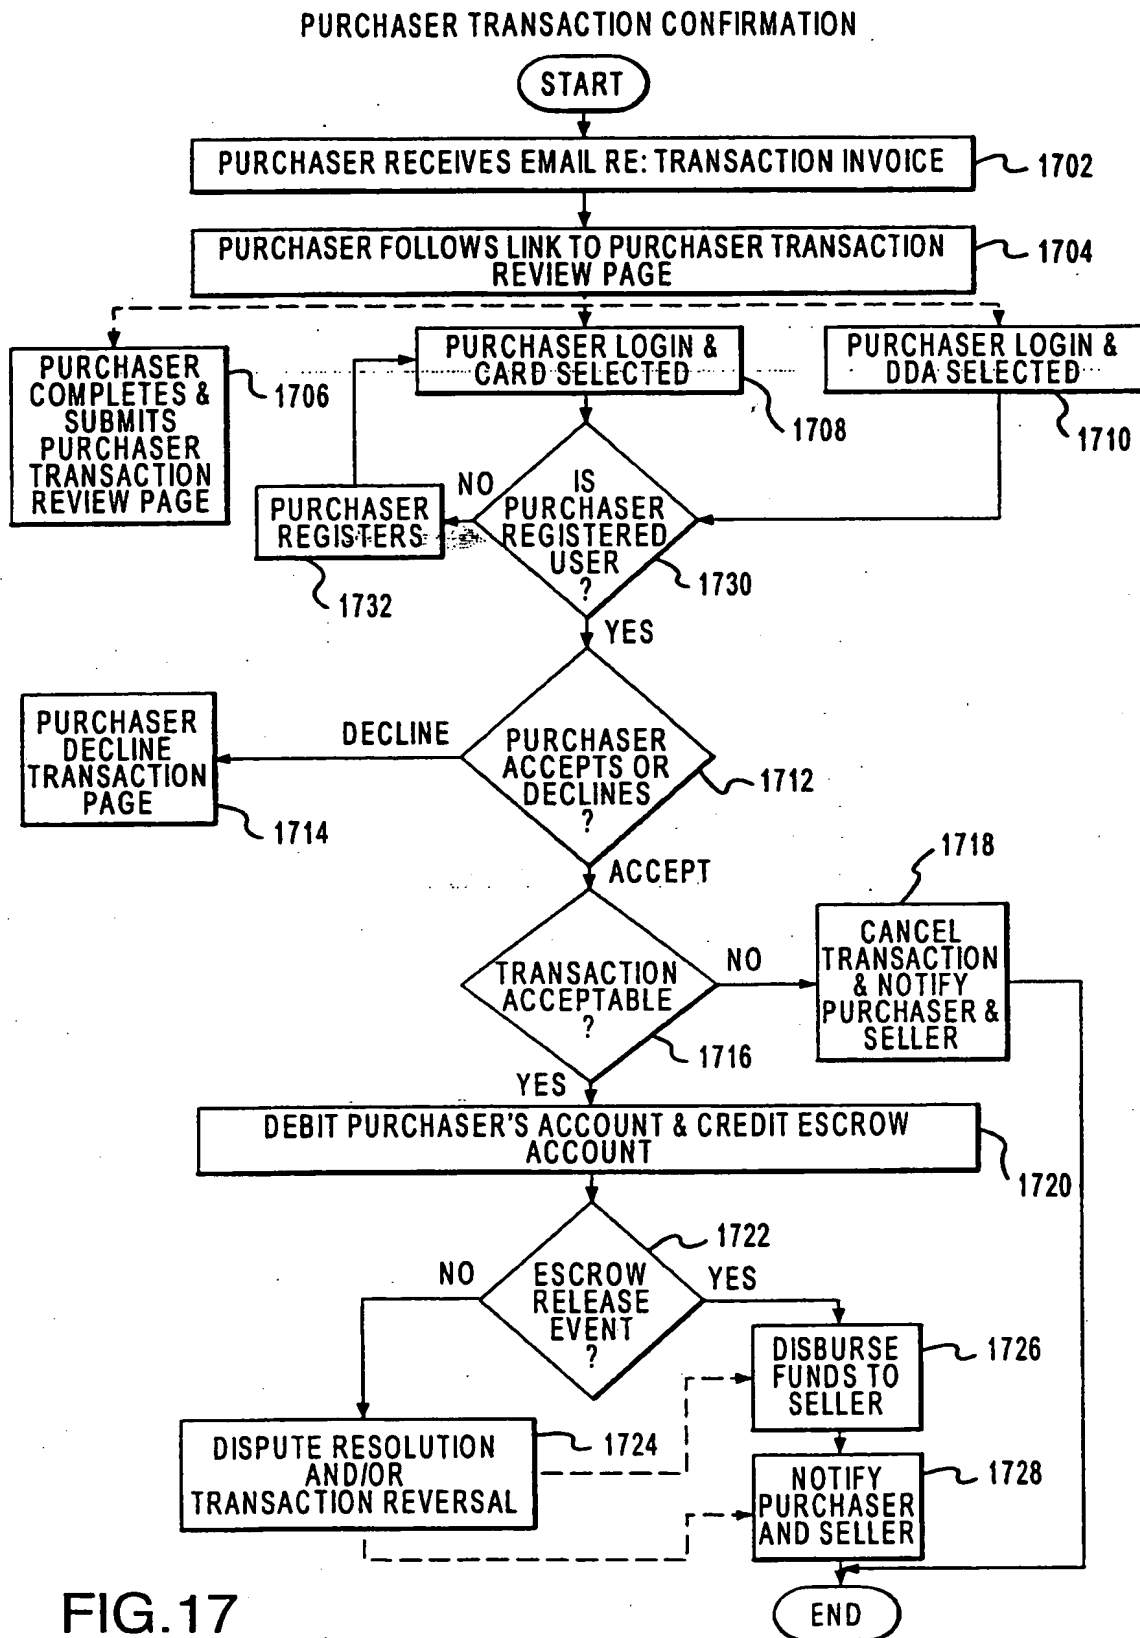 PURCHASER TRANSACTION CONFIRMATION
START
PURCHASER RECEIVES EMAIL RE: TRANSACTION INVOICE
1702
PURCHASER FOLLOWS LINK TO PURCHASER TRANSACTION
REVIEW PAGE
1704
PURCHASER
COMPLETES &
SUBMITS
PURCHASER
TRANSACTION
REVIEW PAGE
1706
PURCHASER LOGIN &
CARD SELECTED
1708
PURCHASER LOGIN &
DDA SELECTED
1710
IS
PURCHASER
REGISTERED
USER
?
1730
NO
PURCHASER
REGISTERS
1732
YES
PURCHASER
ACCEPTS OR
DECLINES
?
1712
DECLINE
PURCHASER
DECLINE
TRANSACTION
PAGE
1714
ACCEPT
TRANSACTION
ACCEPTABLE
?
1716
NO
CANCEL
TRANSACTION
& NOTIFY
PURCHASER &
SELLER
1718
YES
DEBIT PURCHASER'S ACCOUNT & CREDIT ESCROW
ACCOUNT
1720
ESCROW
RELEASE
EVENT
?
1722
NO
YES
DISBURSE
FUNDS TO
SELLER
1726
DISPUTE RESOLUTION
AND/OR
TRANSACTION REVERSAL
1724
NOTIFY
PURCHASER
AND SELLER
1728
END
FIG.17